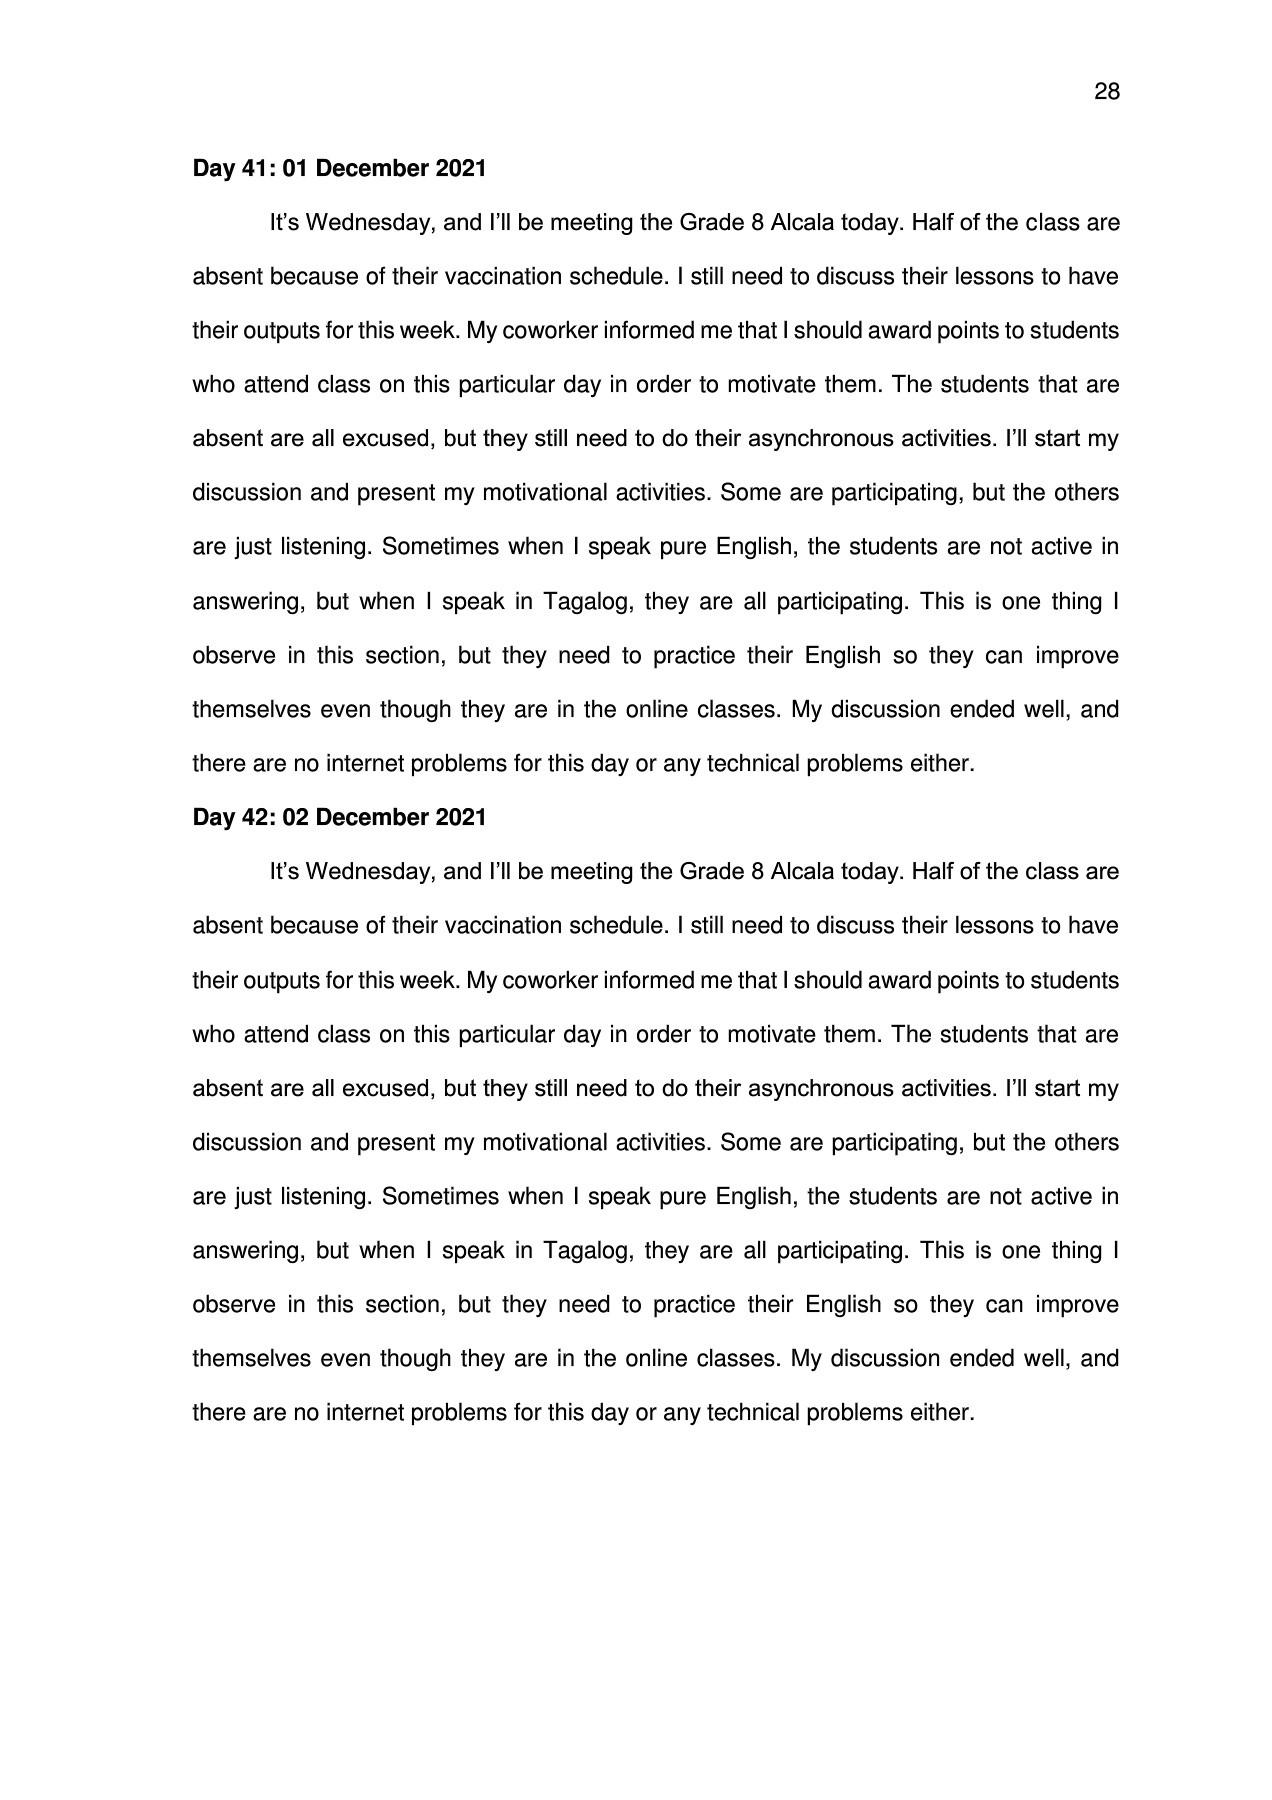 28
Day 41: 01 December 2021
It’s Wednesday, and I’ll be meeting the Grade 8 Alcala today. Half of the class are
absent because of their vaccination schedule. I still need to discuss their lessons to have
their outputs for this week. My coworker informed me that I should award points to students
who attend class on this particular day in order to motivate them. The students that are
absent are all excused, but they still need to do their asynchronous activities. I’ll start my
discussion and present my motivational activities. Some are participating, but the others
are just listening. Sometimes when I speak pure English, the students are not active in
answering, but when I speak in Tagalog, they are all participating. This is one thing I
observe in this section, but they need to practice their English so they can improve
themselves even though they are in the online classes. My discussion ended well, and
there are no internet problems for this day or any technical problems either.
Day 42: 02 December 2021
It’s Wednesday, and I’ll be meeting the Grade 8 Alcala today. Half of the class are
absent because of their vaccination schedule. I still need to discuss their lessons to have
their outputs for this week. My coworker informed me that I should award points to students
who attend class on this particular day in order to motivate them. The students that are
absent are all excused, but they still need to do their asynchronous activities. I’ll start my
discussion and present my motivational activities. Some are participating, but the others
are just listening. Sometimes when I speak pure English, the students are not active in
answering, but when I speak in Tagalog, they are all participating. This is one thing I
observe in this section, but they need to practice their English so they can improve
themselves even though they are in the online classes. My discussion ended well, and
there are no internet problems for this day or any technical problems either.